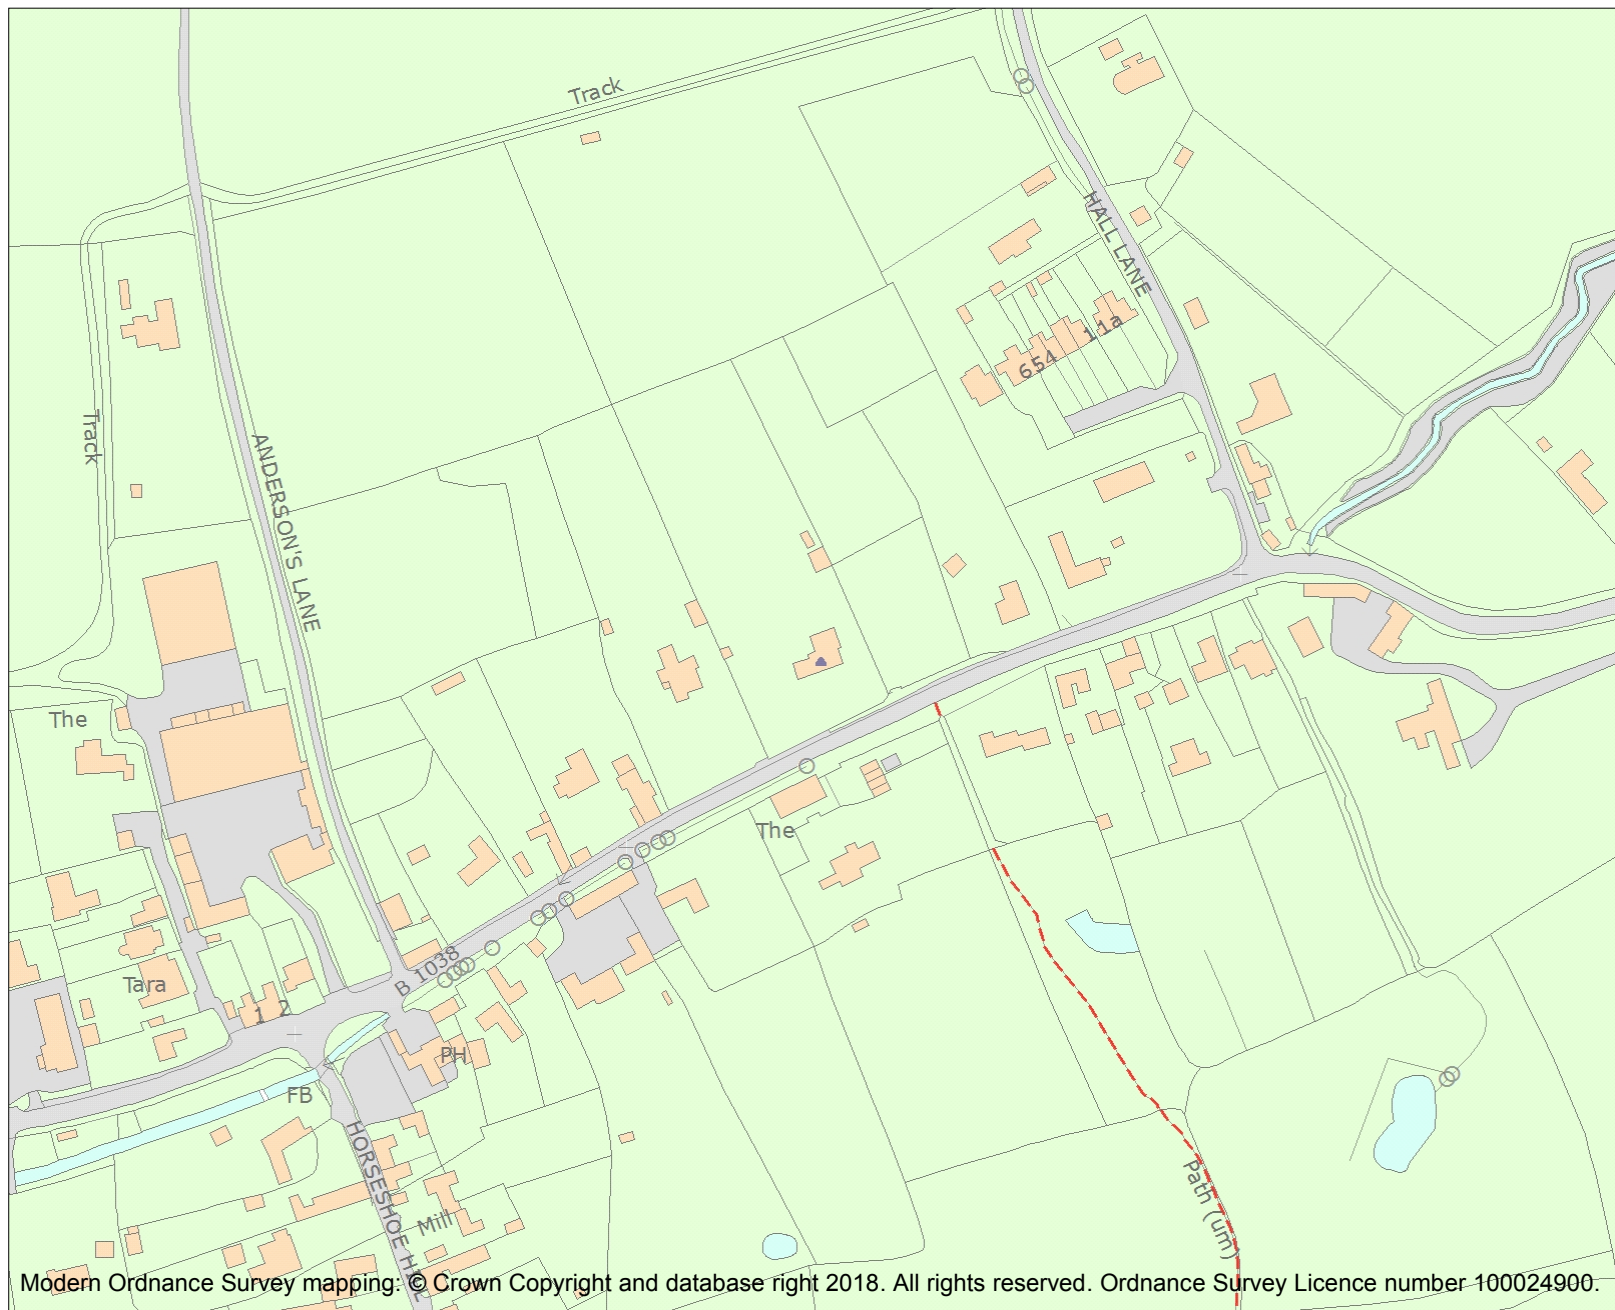 Track
HALL LANE
11a
654
Track
ANDERSON'S LANE
The
The
B 1038
Tara
1 2
PH
FB
HORSESHOE HILL
Path (um)
Mill
Modern Ordnance Survey mapping: © Crown Copyright and database right 2018. All rights reserved. Ordnance Survey Licence number 100024900.